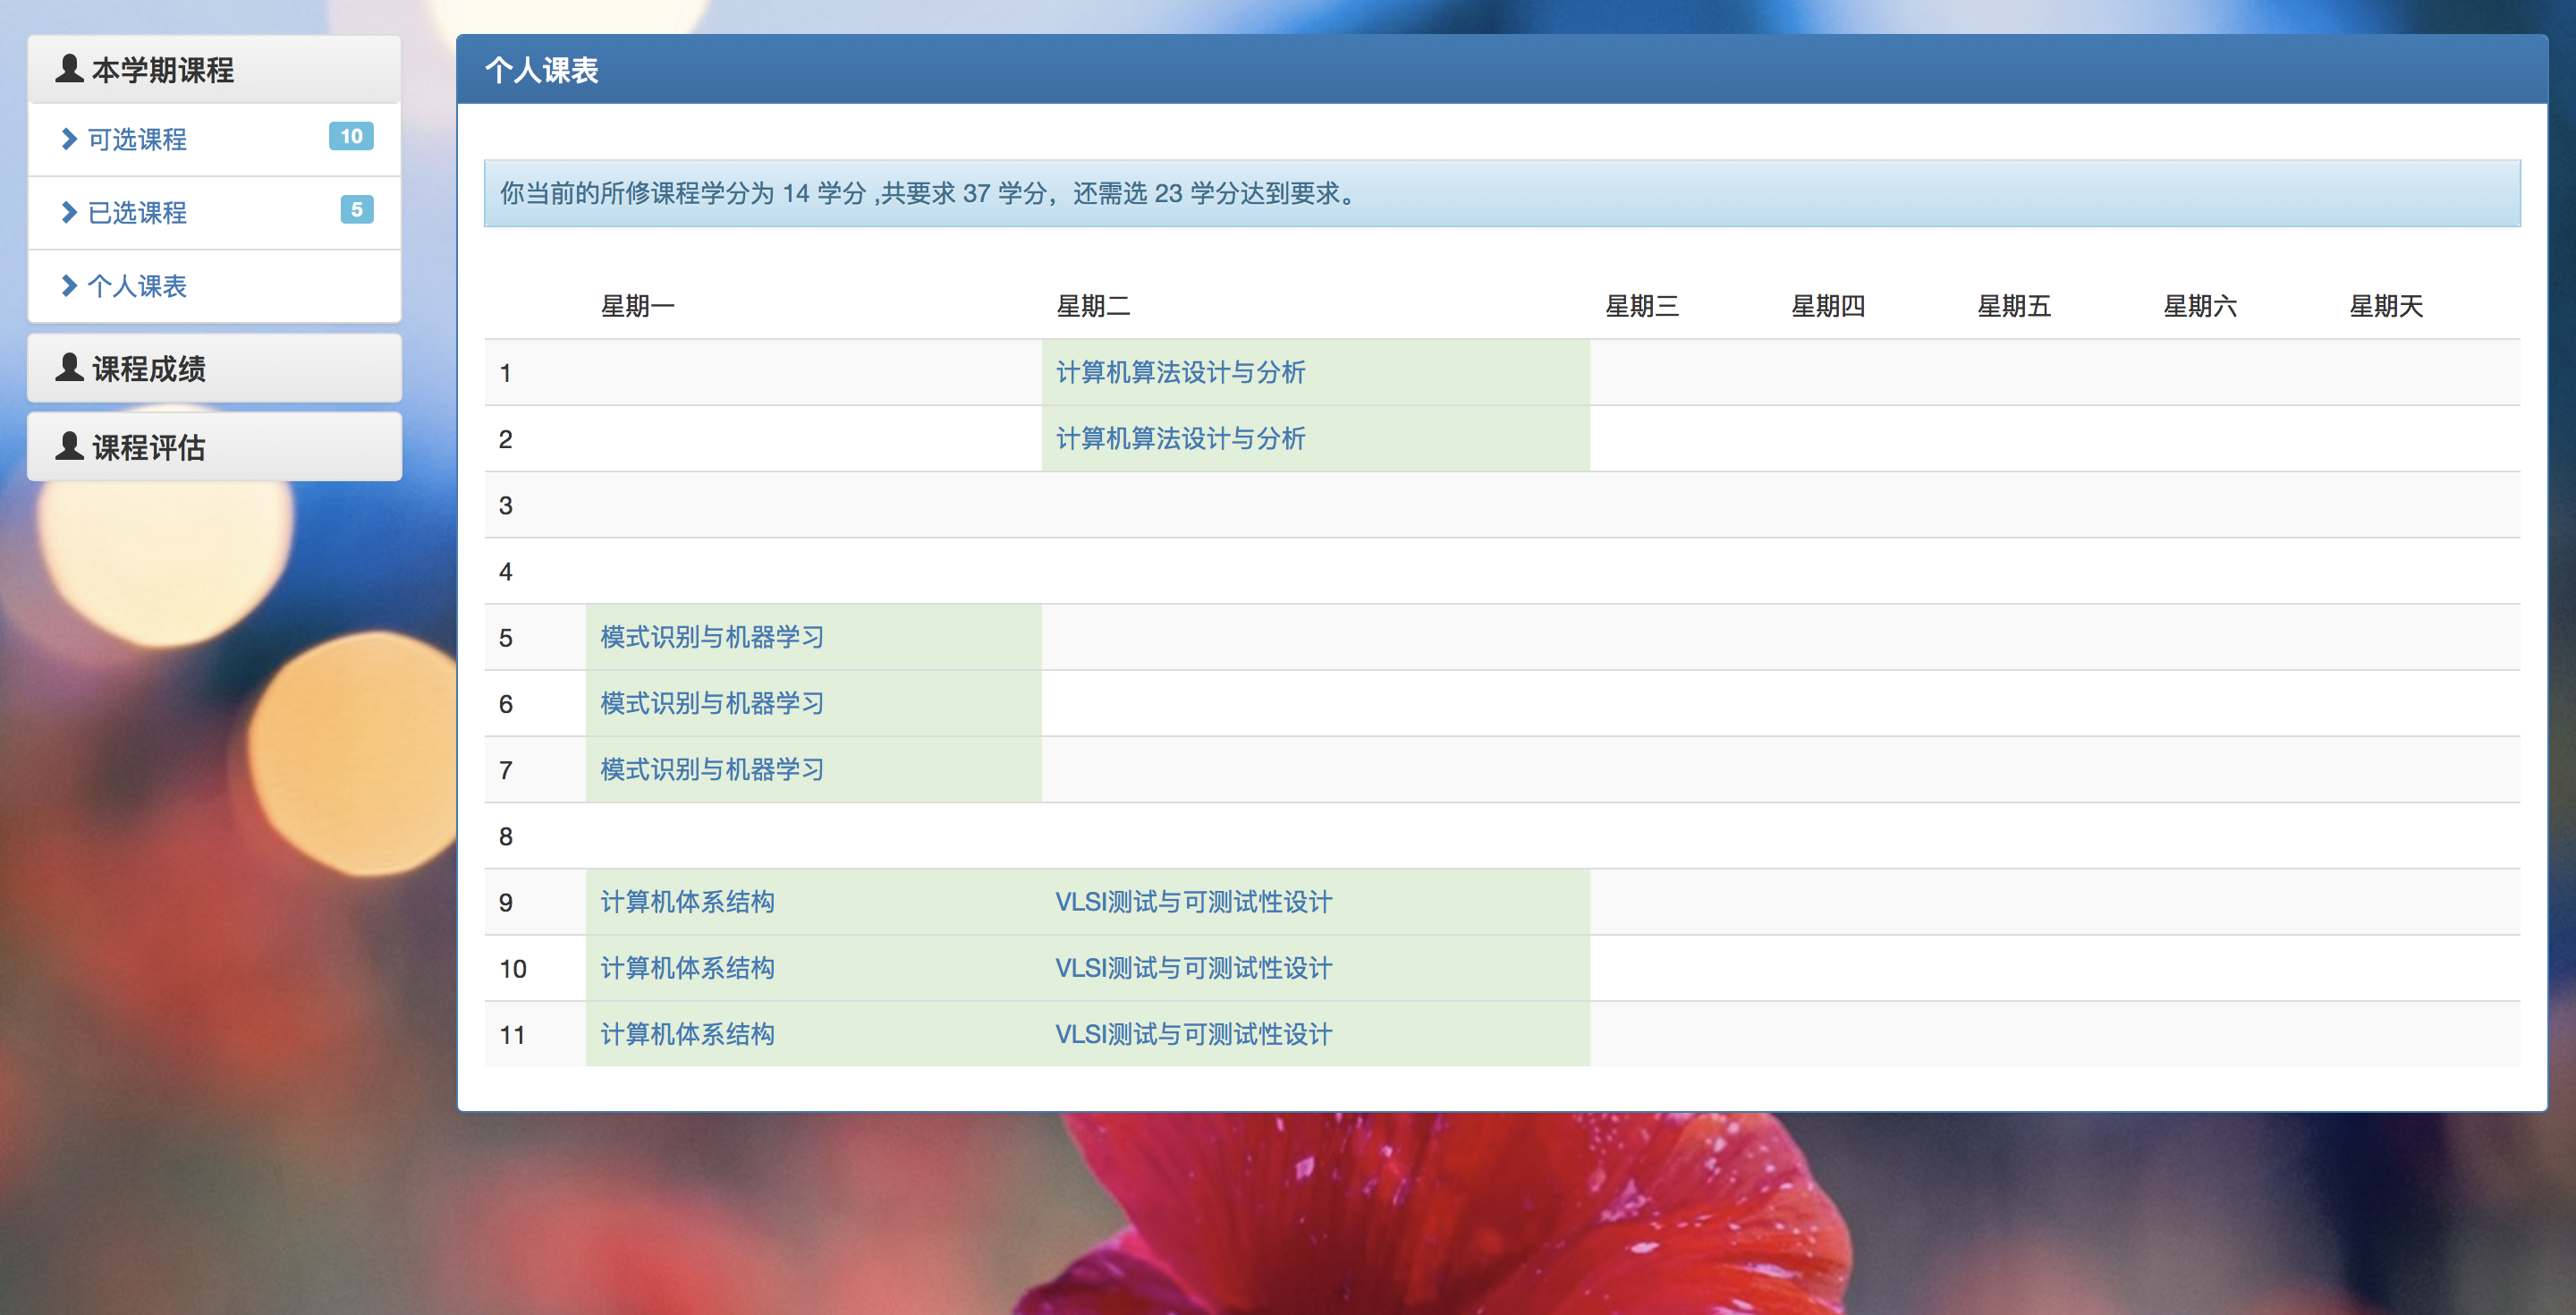 本学期课程
可选课程 10
已选课程 5
个人课表
课程成绩
课程评估
个人课表
你当前的所修课程学分为 14 学分 ,共要求 37 学分，还需选 23 学分达到要求。
星期一 星期二 星期三 星期四 星期五 星期六 星期天
1 计算机算法设计与分析
2 计算机算法设计与分析
3
4
5 模式识别与机器学习
6 模式识别与机器学习
7 模式识别与机器学习
8
9 计算机体系结构 VLSI测试与可测试性设计
10 计算机体系结构 VLSI测试与可测试性设计
11 计算机体系结构 VLSI测试与可测试性设计